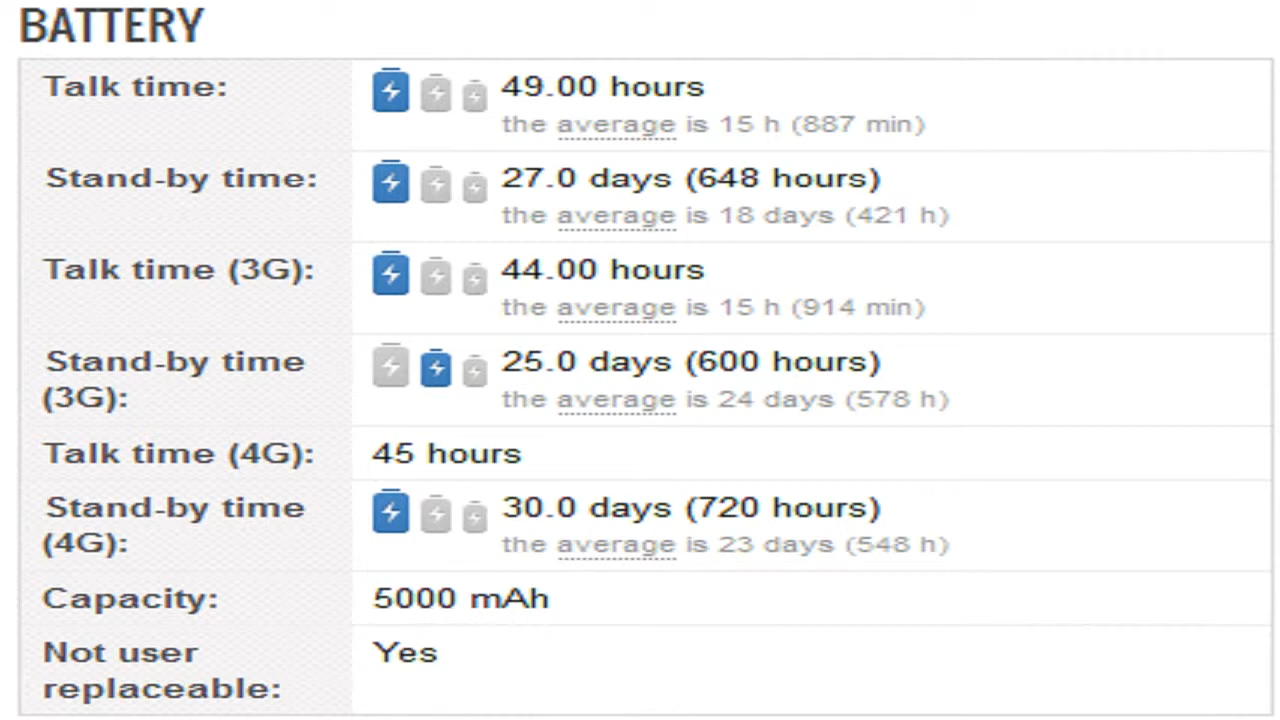 BATTERY
Talk time: 49.00 hours
the average is 15 h (887 min)
Stand-by time: 27.0 days (648 hours)
the average is 18 days (421 h)
Talk time (3G): 44.00 hours
the average is 15 h (914 min)
Stand-by time 25.0 days (600 hours)
(3G): the average is 24 days (578 h)
Talk time (4G): 45 hours
Stand-by time 30.0 days (720 hours)
(4G): the average is 23 days (548 h)
Capacity: 5000 mAh
Not user Yes
replaceable: